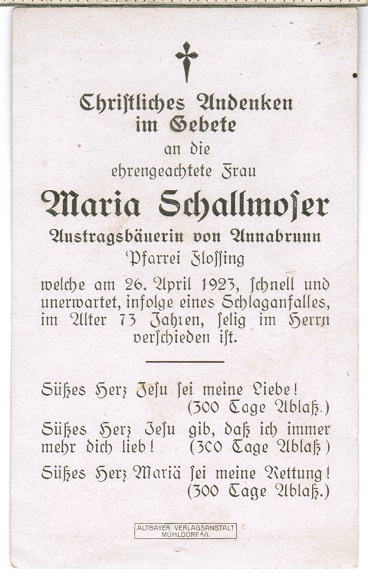 Christliches Andenken
im Gebete
an die
ehrengeachtete Frau
Maria Schallmoser
Austragsbäuerin von Annabrunn
Pfarrei Flossing
welche am 26. April 1923, schnell und
unerwartet, infolge eines Schlaganfalles,
im Alter 73 Jahren, selig im Herrn
verschieden ist.
Süßes Herz Jesu sei meine Liebe!
(300 Tage Ablaß.)
Süßes Herz Jesu gib, daß ich immer
mehr dich lieb! (300 Tage Ablaß)
Süßes Herz Mariä sei meine Rettung!
(300 Tage Ablaß.)
ALTBAYER. VERLAGSANSTALT
MÜHLDORF a/I.